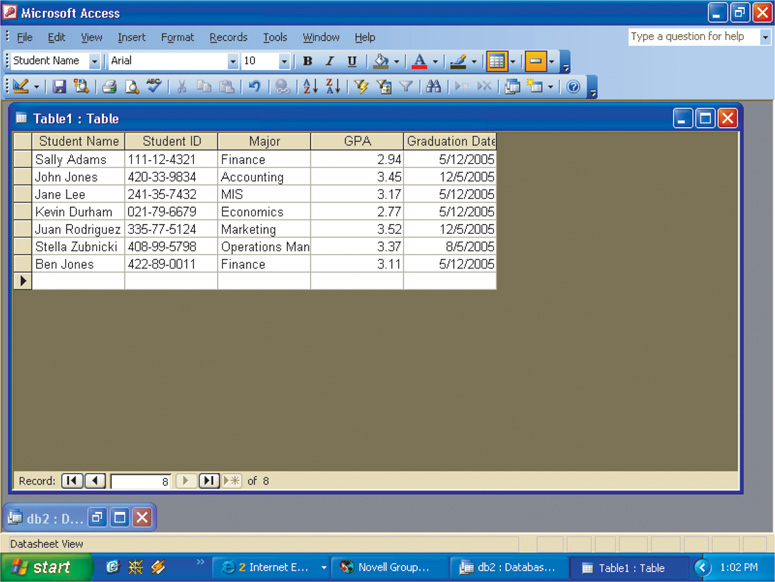 Microsoft Access
File Edit View Insert Format Records Tools Window Help Type a question for help
Student Name Arial 10 B I U A
Table1 : Table
Student Name Student ID Major GPA Graduation Date
Sally Adams 111-12-4321 Finance 2.94 5/12/2005
John Jones 420-33-9834 Accounting 3.45 12/5/2005
Jane Lee 241-35-7432 MIS 3.17 5/12/2005
Kevin Durham 021-79-6679 Economics 2.77 5/12/2005
Juan Rodriguez 335-77-5124 Marketing 3.52 12/5/2005
Stella Zubnicki 408-99-5798 Operations Man 3.37 8/5/2005
Ben Jones 422-89-0011 Finance 3.11 5/12/2005
Record: 8 of 8
db2 : D...
Datasheet View
start 2 Internet E... Novell Group... db2 : Databas... Table1 : Table 1:02 PM